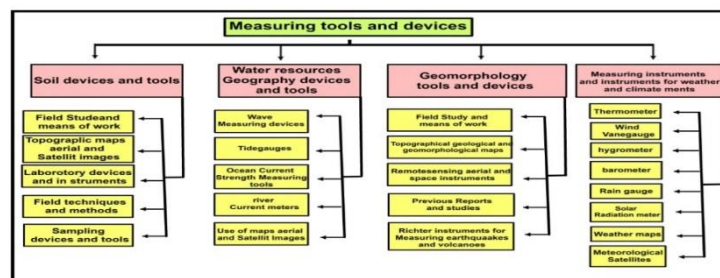 Measuring tools and devices
Soil devices and tools
Field Studeand
means of work
Topograplic maps
aerial and
Satellit images
Laborotory devices
and in struments
Field techniques
and methods
Sampling
devices and tools
Water resources
Geography devices
and tools
Wave
Measuring devices
Tidegauges
Ocean Current
Strength Measuring
tools
river
Current meters
Use of maps aerial
and Satellit Images
Geomorphology
tools and devices
Field Study and
means of work
Topographical geological and
geomorphological maps
Remotesensing aerial and
space instruments
Previous Reports
and studies
Richter instruments for
Measuring earthquaakes
and volcanoes
Measuring instruments
and instruments for weather
and climate ments
Thermometer
Wind
Vanegauge
hygrometer
barometer
Rain gauge
Solar
Radiation meter
Weather maps
Meteorological
Satellites